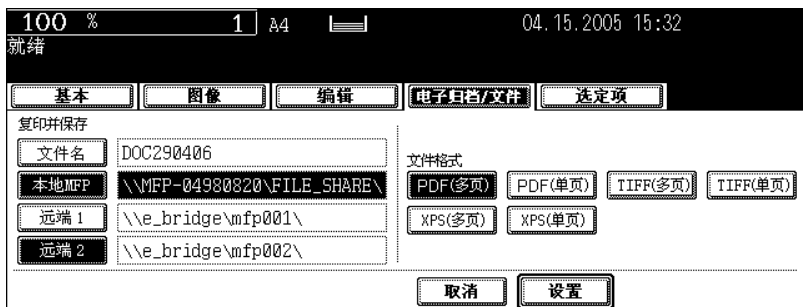 100 % 1 A4 04.15.2005 15:32
就绪
基本 图像 编辑 电子归档/文件 选定项
复印并保存
文件名 DOC290406
文件格式
本地MFP \\MFP-04980820\FILE_SHARE\ PDF(多页) PDF(单页) TIFF(多页) TIFF(单页)
远端 1 \\e_bridge\mfp001\ XPS(多页) XPS(单页)
远端 2 \\e_bridge\mfp002\
取消 设置